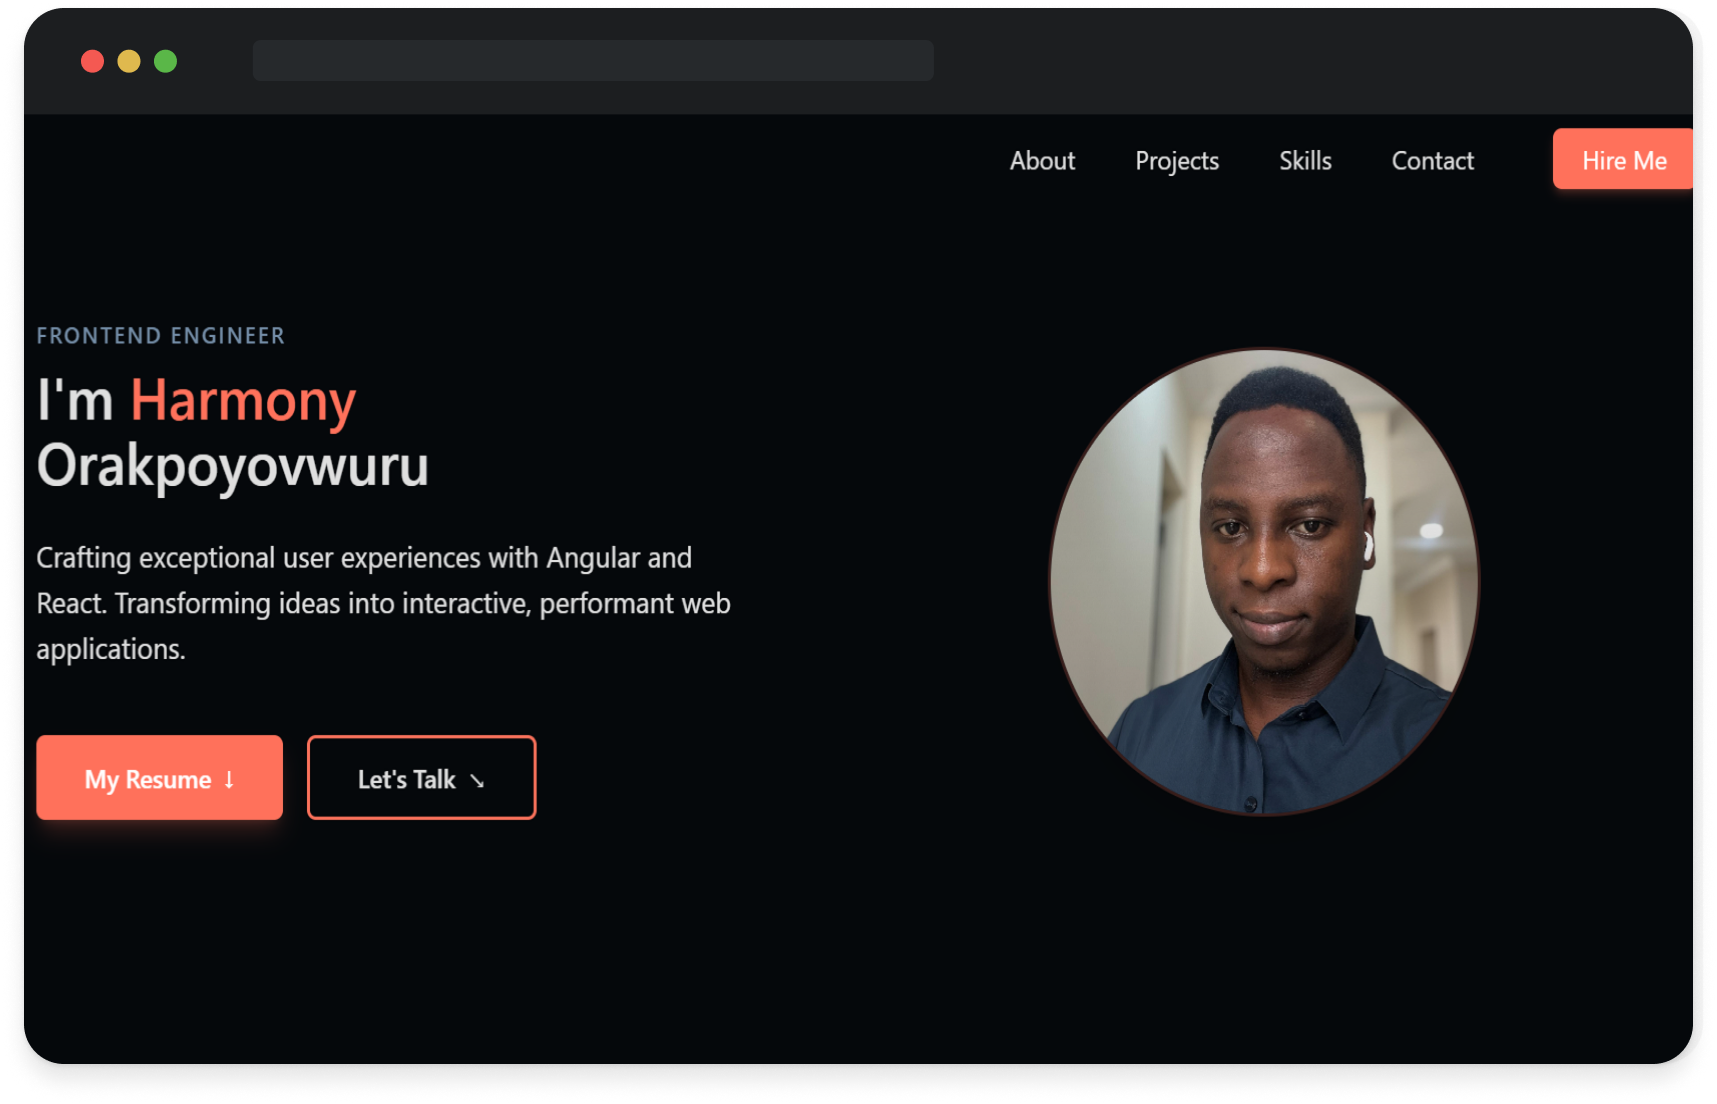 About
Projects
Skills
Contact
Hire Me
FRONTEND ENGINEER
I'm Harmony
Orakpoyovwuru
Crafting exceptional user experiences with Angular and
React. Transforming ideas into interactive, performant web
applications.
My Resume ↓
Let's Talk ↘